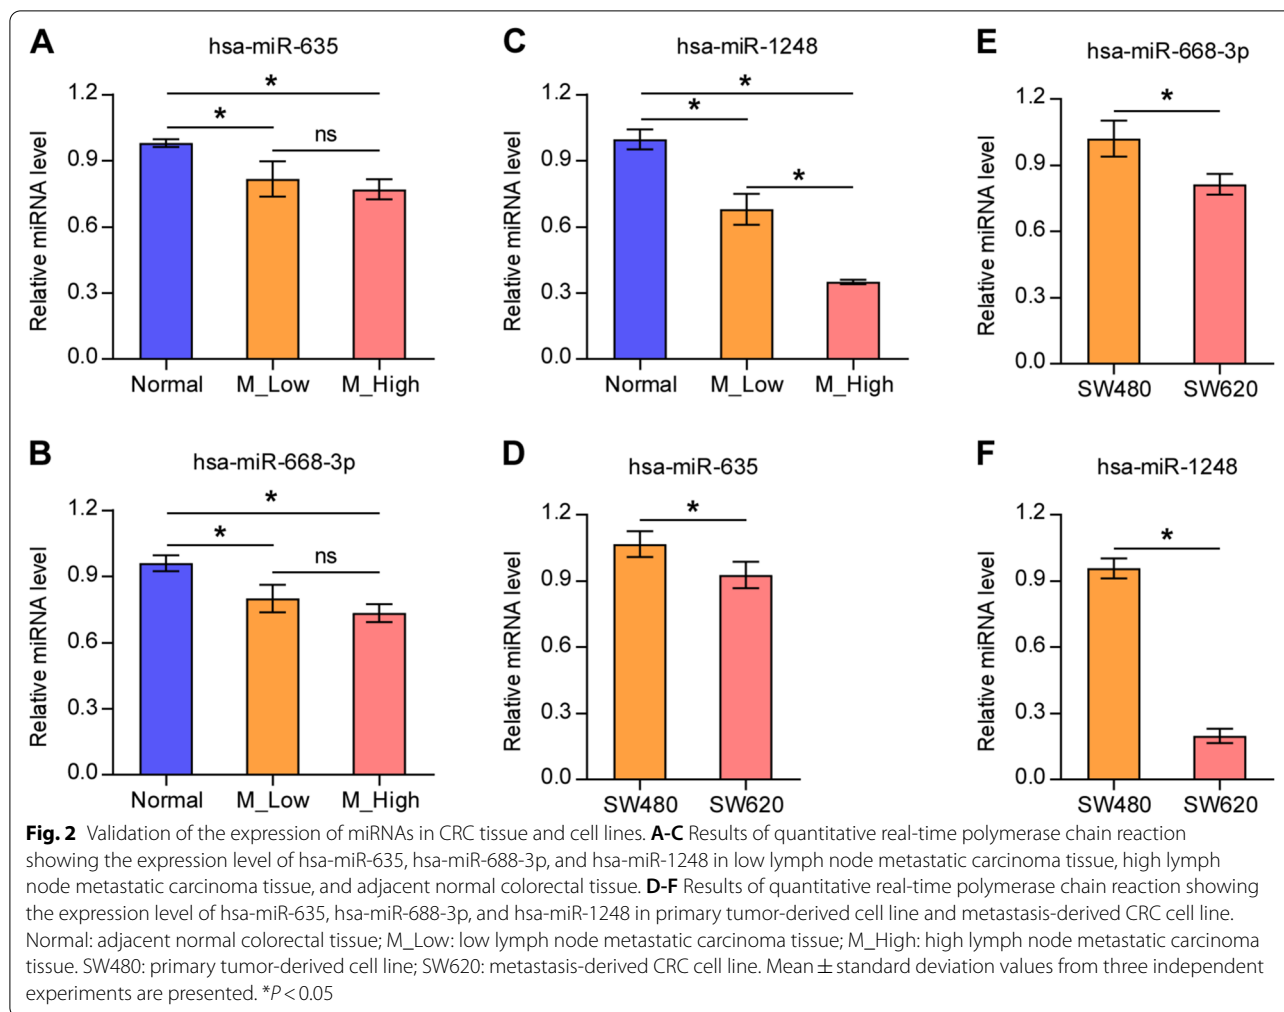 A
hsa-miR-635
Relative miRNA level
1.2
0.9
0.6
0.3
0.0
*
*
ns
Normal M_Low M_High
C
hsa-miR-1248
Relative miRNA level
1.2
0.9
0.6
0.3
0.0
*
*
*
Normal M_Low M_High
E
hsa-miR-668-3p
Relative miRNA level
1.2
0.9
0.6
0.3
0.0
*
SW480 SW620
B
hsa-miR-668-3p
Relative miRNA level
1.2
0.9
0.6
0.3
0.0
*
*
ns
Normal M_Low M_High
D
hsa-miR-635
Relative miRNA level
1.2
0.9
0.6
0.3
0.0
*
SW480 SW620
F
hsa-miR-1248
Relative miRNA level
1.2
0.9
0.6
0.3
0.0
*
SW480 SW620
Fig. 2 Validation of the expression of miRNAs in CRC tissue and cell lines. A-C Results of quantitative real-time polymerase chain reaction
showing the expression level of hsa-miR-635, hsa-miR-688-3p, and hsa-miR-1248 in low lymph node metastatic carcinoma tissue, high lymph
node metastatic carcinoma tissue, and adjacent normal colorectal tissue. D-F Results of quantitative real-time polymerase chain reaction showing
the expression level of hsa-miR-635, hsa-miR-688-3p, and hsa-miR-1248 in primary tumor-derived cell line and metastasis-derived CRC cell line.
Normal: adjacent normal colorectal tissue; M_Low: low lymph node metastatic carcinoma tissue; M_High: high lymph node metastatic carcinoma
tissue. SW480: primary tumor-derived cell line; SW620: metastasis-derived CRC cell line. Mean ± standard deviation values from three independent
experiments are presented. *P < 0.05